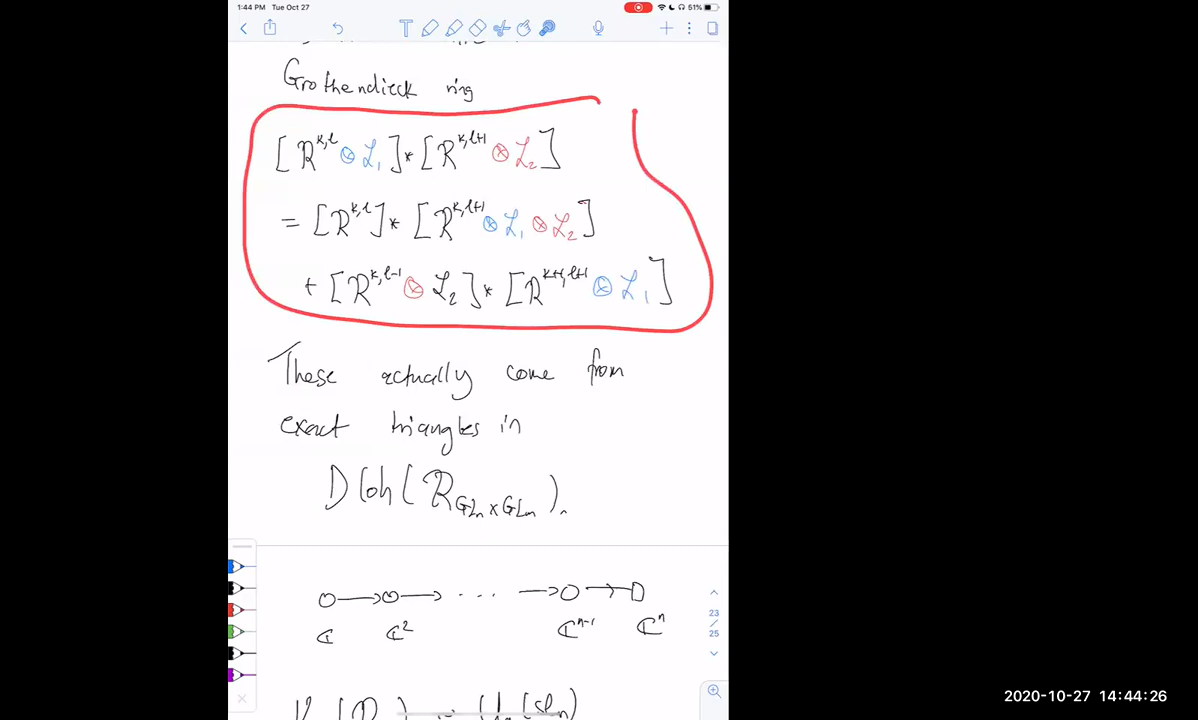 1:44 PM Tue Oct 27
51%
Grothendieck ring
[R^{k,l} ⊗ L_1] * [R^{k,l+1} ⊗ L_2]
= [R^{k,l}] * [R^{k,l+1} ⊗ L_1 ⊗ L_2]
+ [R^{k,l-1} ⊗ L_2] * [R^{k+1,l+1} ⊗ L_1]
These actually come from
exact triangles in
D Coh(R_{GL_n × GL_m}).
○ → ○ → ... → ○ → □
ℂ ℂ^2 ℂ^{n-1} ℂ^n
23
/
25
2020-10-27 14:44:26